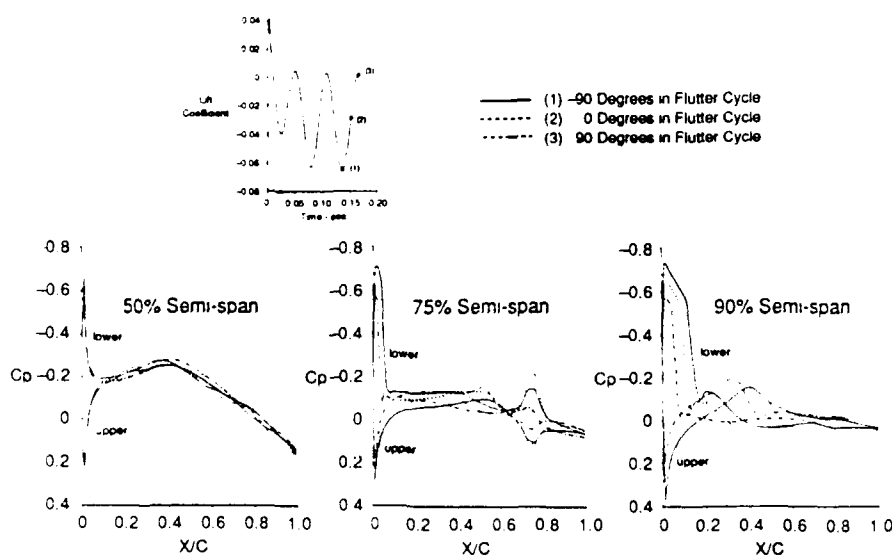 0.04
0.02
0
-0.02
-0.04
-0.06
-0.08
Lift
Coefficient
(3)
(2)
(1)
0 0.05 0.10 0.15 0.20
Time - sec
(1) -90 Degrees in Flutter Cycle
(2) 0 Degrees in Flutter Cycle
(3) 90 Degrees in Flutter Cycle
-0.8
-0.6
-0.4
Cp -0.2
0
0.2
0.4
50% Semi-span
lower
upper
0 0.2 0.4 0.6 0.8 1.0
X/C
-0.8
-0.6
-0.4
Cp -0.2
0
0.2
0.4
75% Semi-span
lower
upper
0 0.2 0.4 0.6 0.8 1.0
X/C
-0.8
-0.6
-0.4
Cp -0.2
0
0.2
0.4
90% Semi-span
lower
upper
0 0.2 0.4 0.6 0.8 1.0
X/C